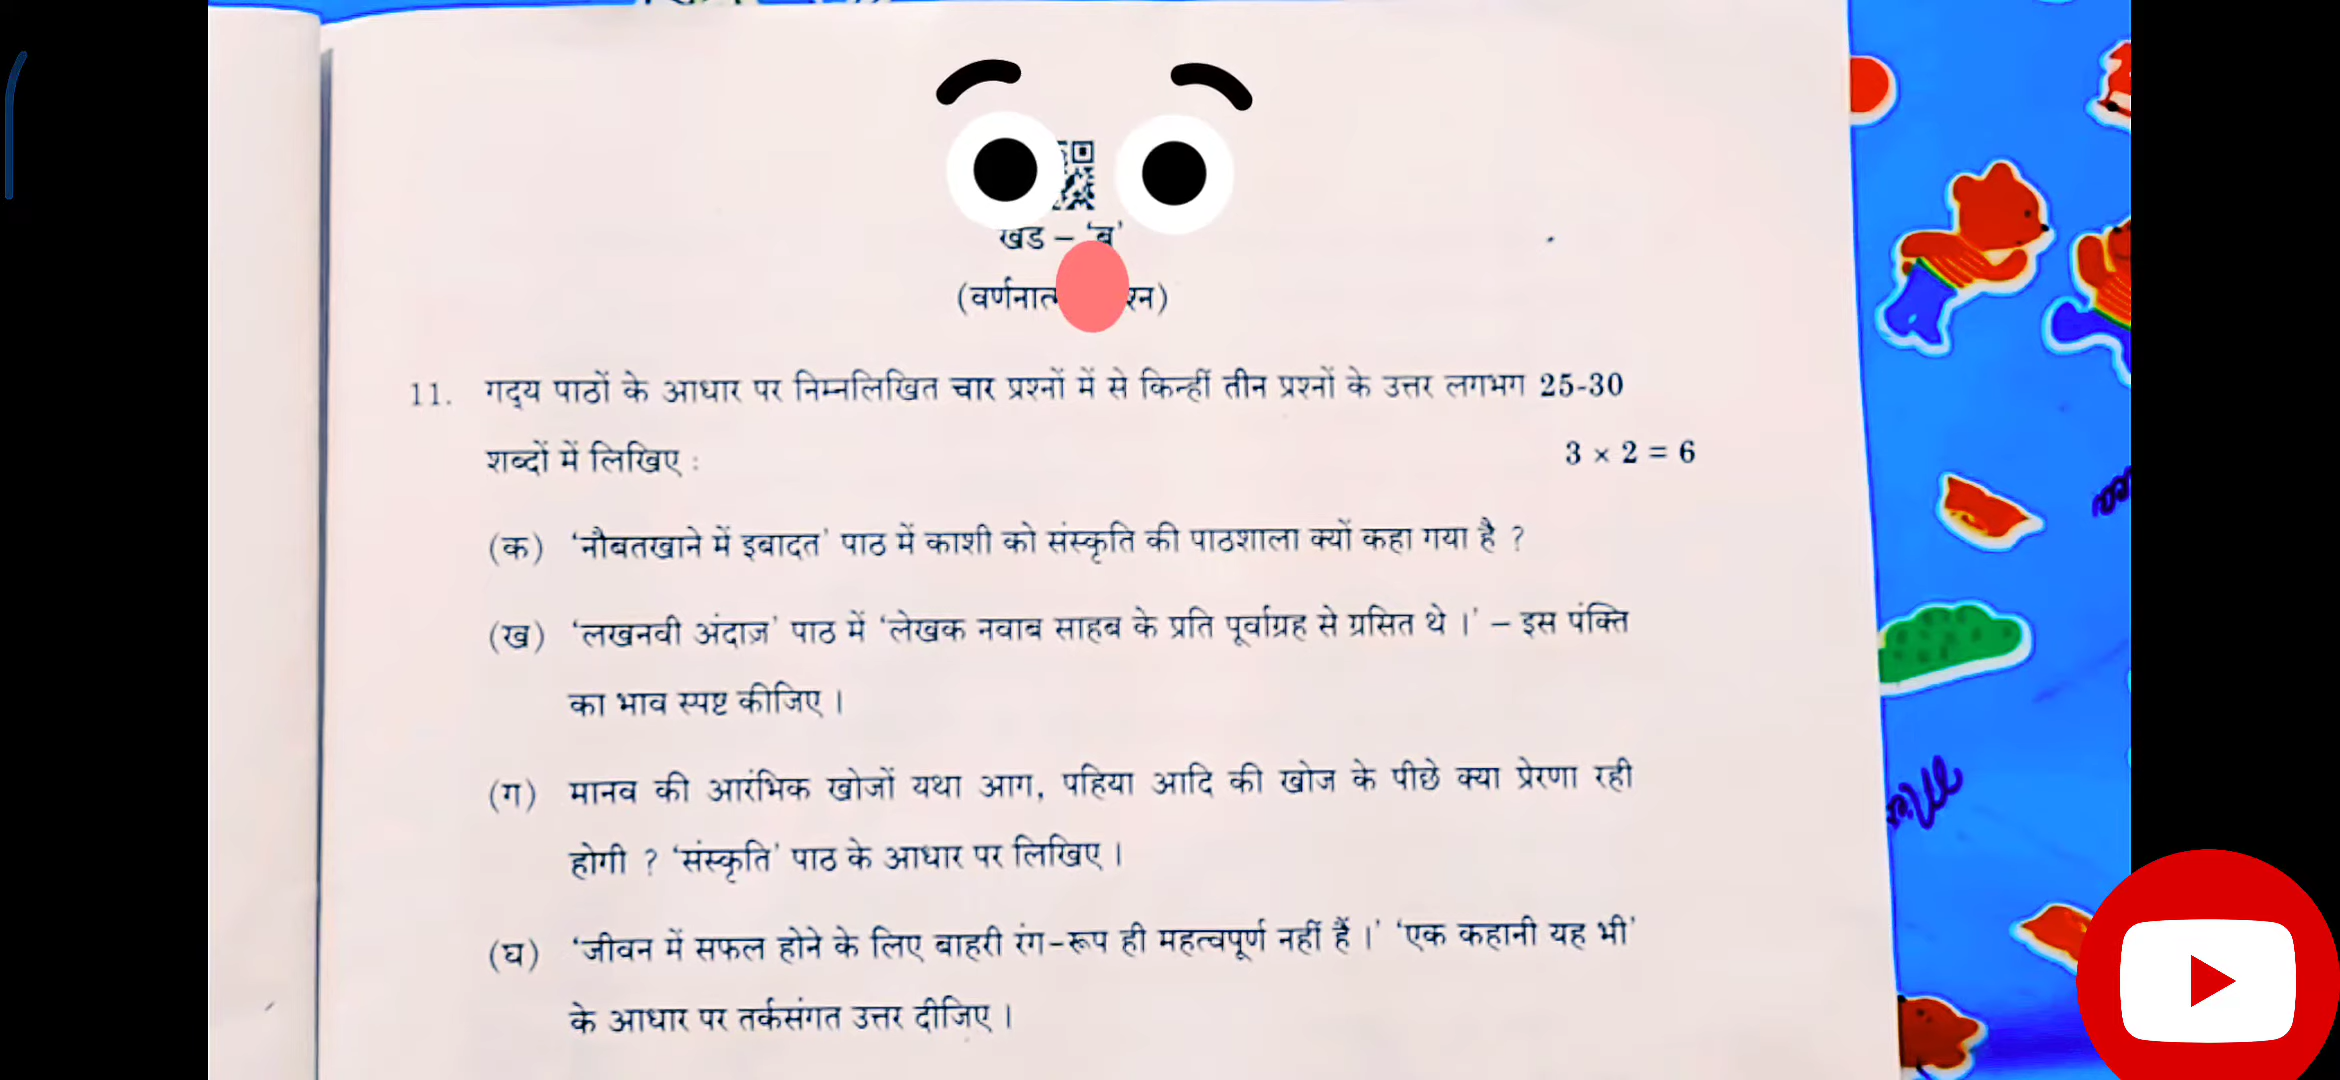 खंड – 'ब'
11. गद्य पाठों के आधार पर निम्नलिखित चार प्रश्नों में से किन्हीं तीन प्रश्नों के उत्तर लगभग 25-30
शब्दों में लिखिए : 3 × 2 = 6
(क) 'नौबतखाने में इबादत' पाठ में काशी को संस्कृति की पाठशाला क्यों कहा गया है ?
(ख) 'लखनवी अंदाज़' पाठ में 'लेखक नवाब साहब के प्रति पूर्वाग्रह से ग्रसित थे ।' – इस पंक्ति
का भाव स्पष्ट कीजिए ।
(ग) मानव की आरंभिक खोजों यथा आग, पहिया आदि की खोज के पीछे क्या प्रेरणा रही
होगी ? 'संस्कृति' पाठ के आधार पर लिखिए ।
(घ) 'जीवन में सफल होने के लिए बाहरी रंग-रूप ही महत्वपूर्ण नहीं हैं ।' 'एक कहानी यह भी'
के आधार पर तर्कसंगत उत्तर दीजिए ।